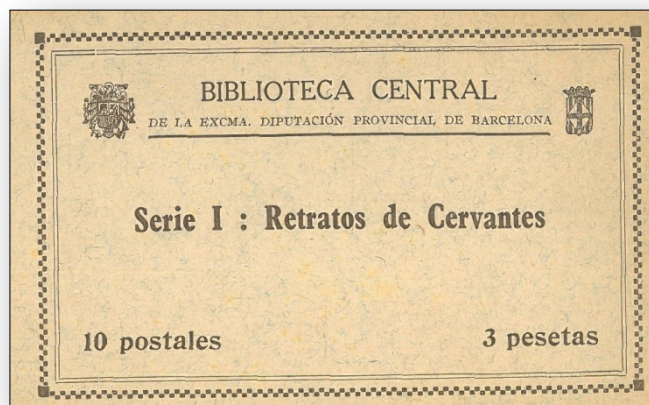 BIBLIOTECA CENTRAL
DE LA EXCMA. DIPUTACIÓN PROVINCIAL DE BARCELONA
Serie I : Retratos de Cervantes
10 postales
3 pesetas